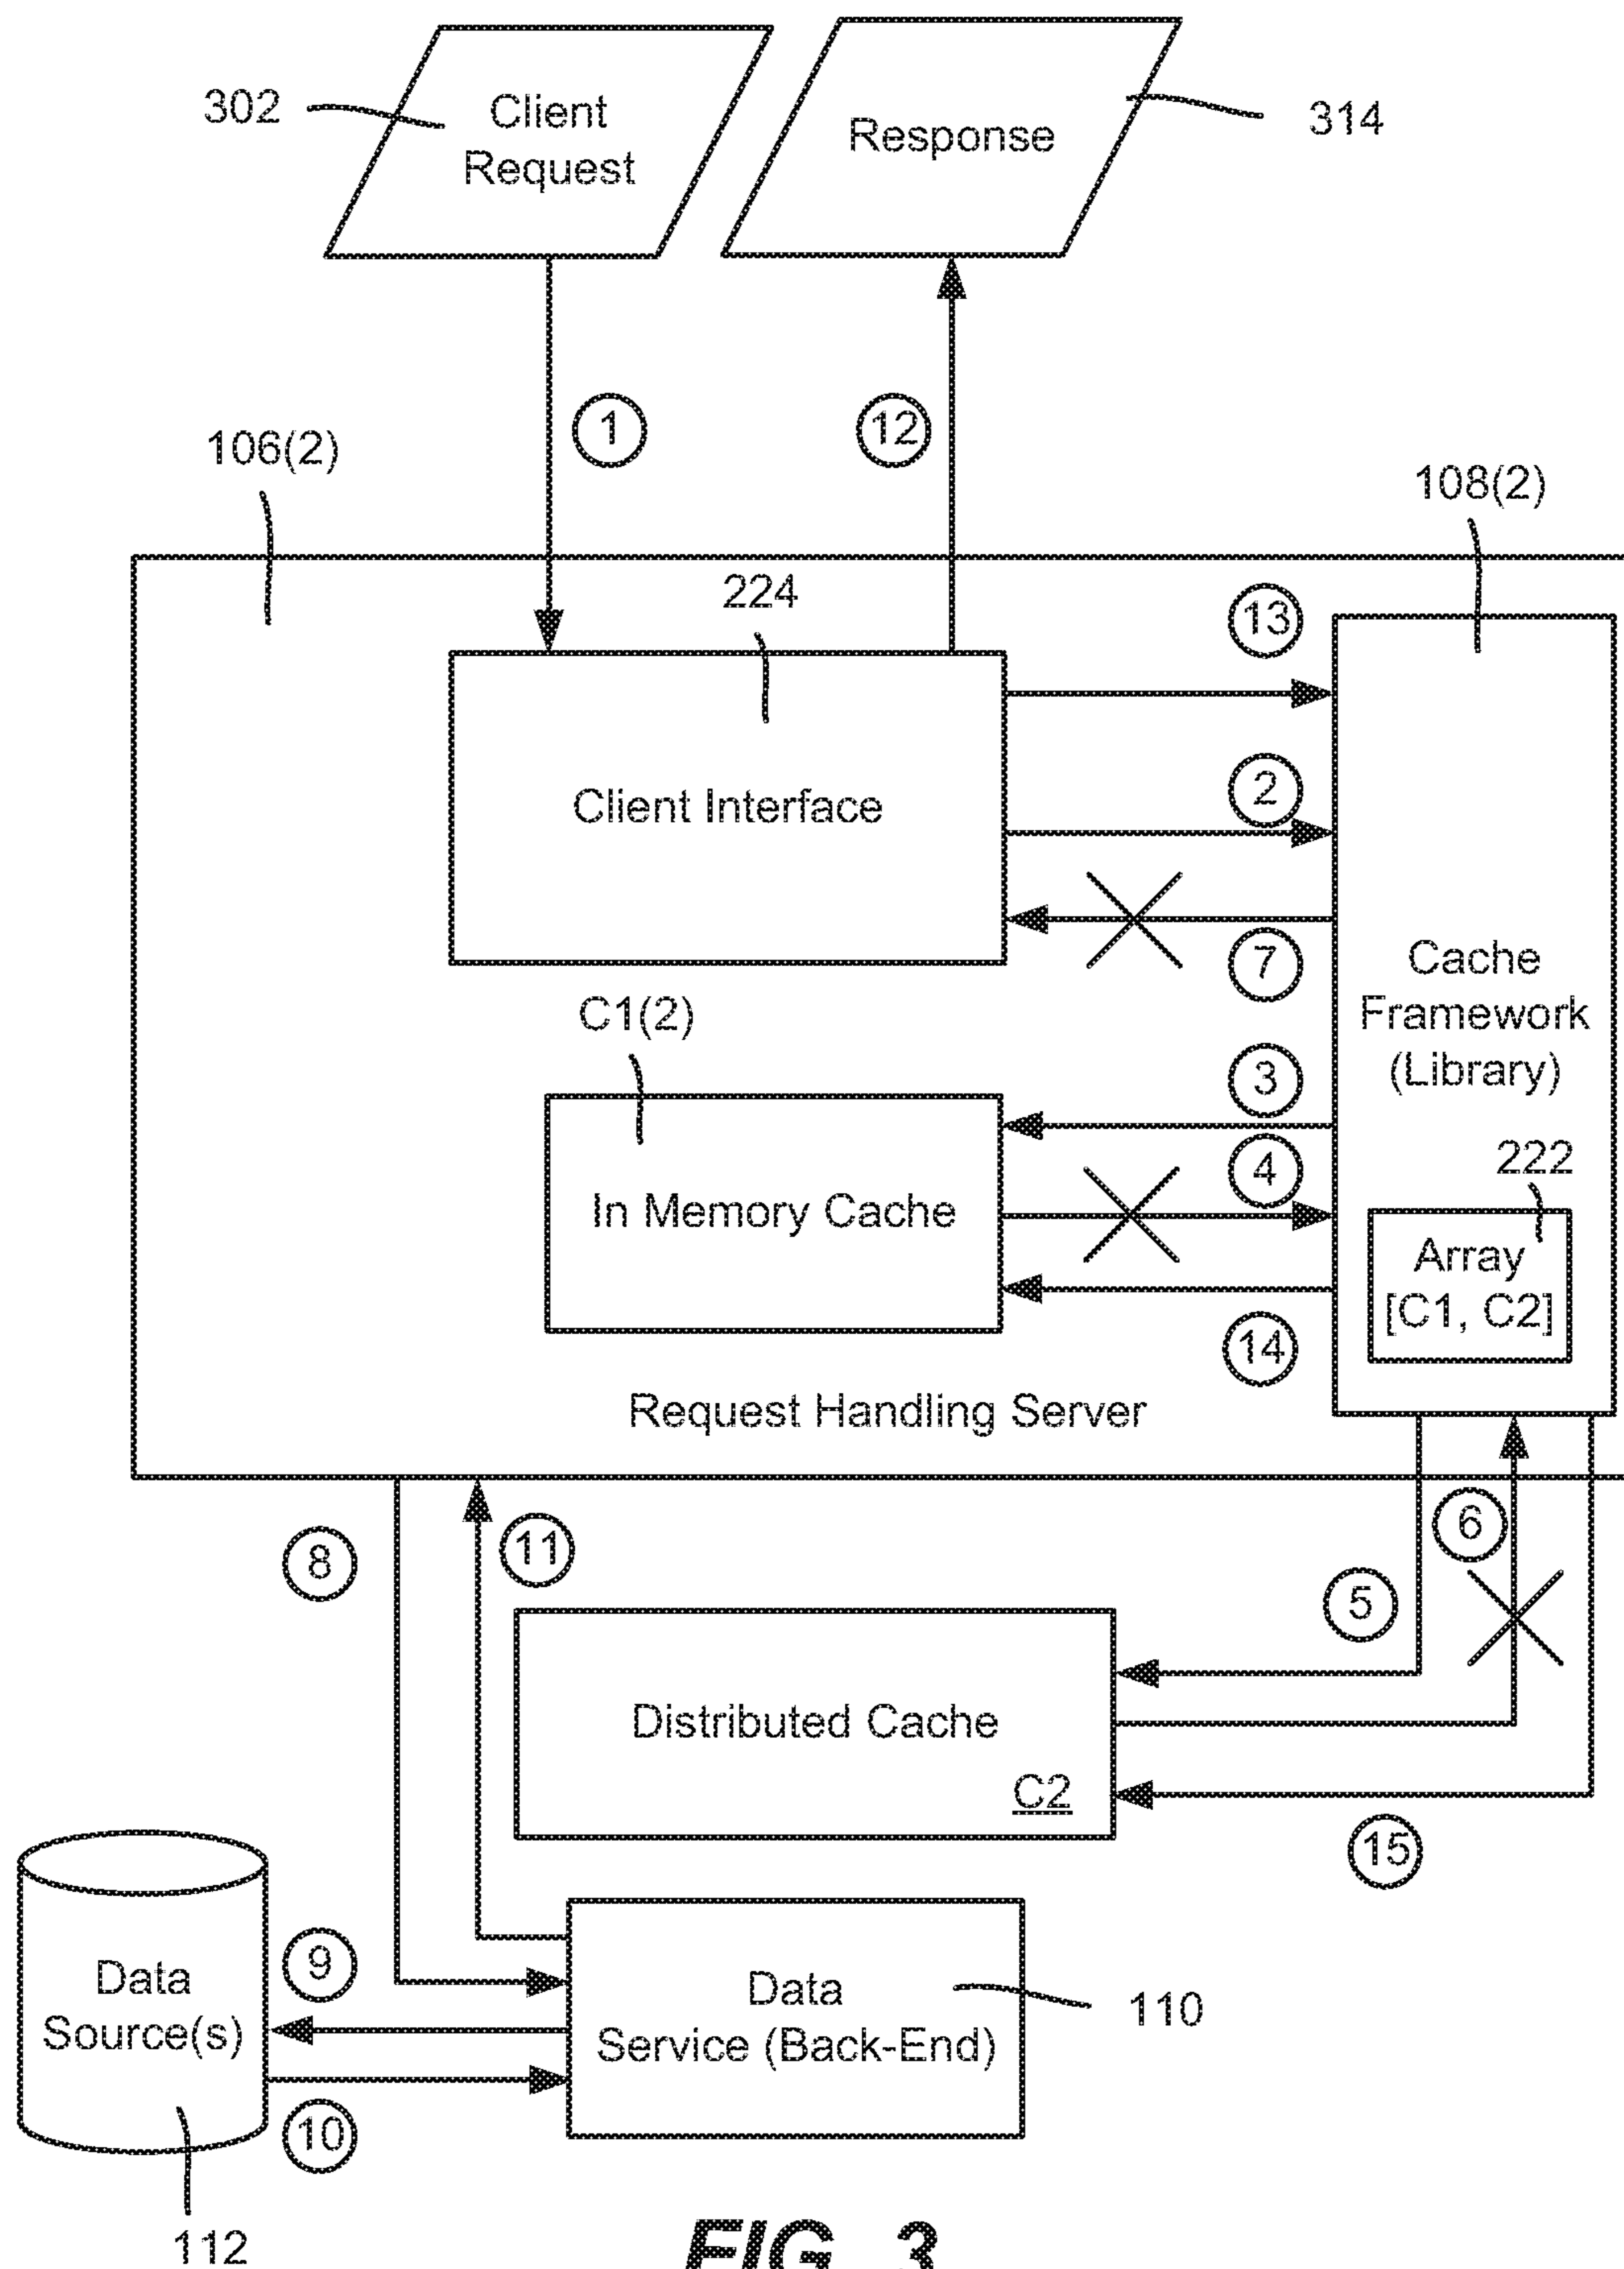 302
Client
Request
Response
314
1
12
106(2)
108(2)
224
13
Client Interface
2
7
Cache
Framework
(Library)
C1(2)
3
4
222
In Memory Cache
Array
[C1, C2]
14
Request Handling Server
8
11
6
5
Distributed Cache
C2
15
Data
Source(s)
9
10
Data
Service (Back-End)
110
112
FIG. 3